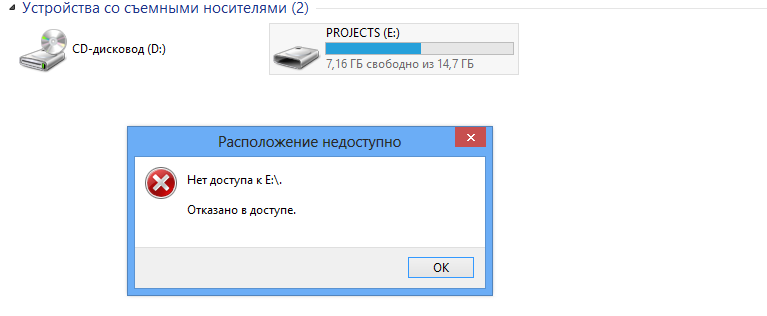 Устройства со съемными носителями (2)
CD-дисковод (D:)
PROJECTS (E:)
7,16 ГБ свободно из 14,7 ГБ
Расположение недоступно
Нет доступа к E:\.
Отказано в доступе.
ОК